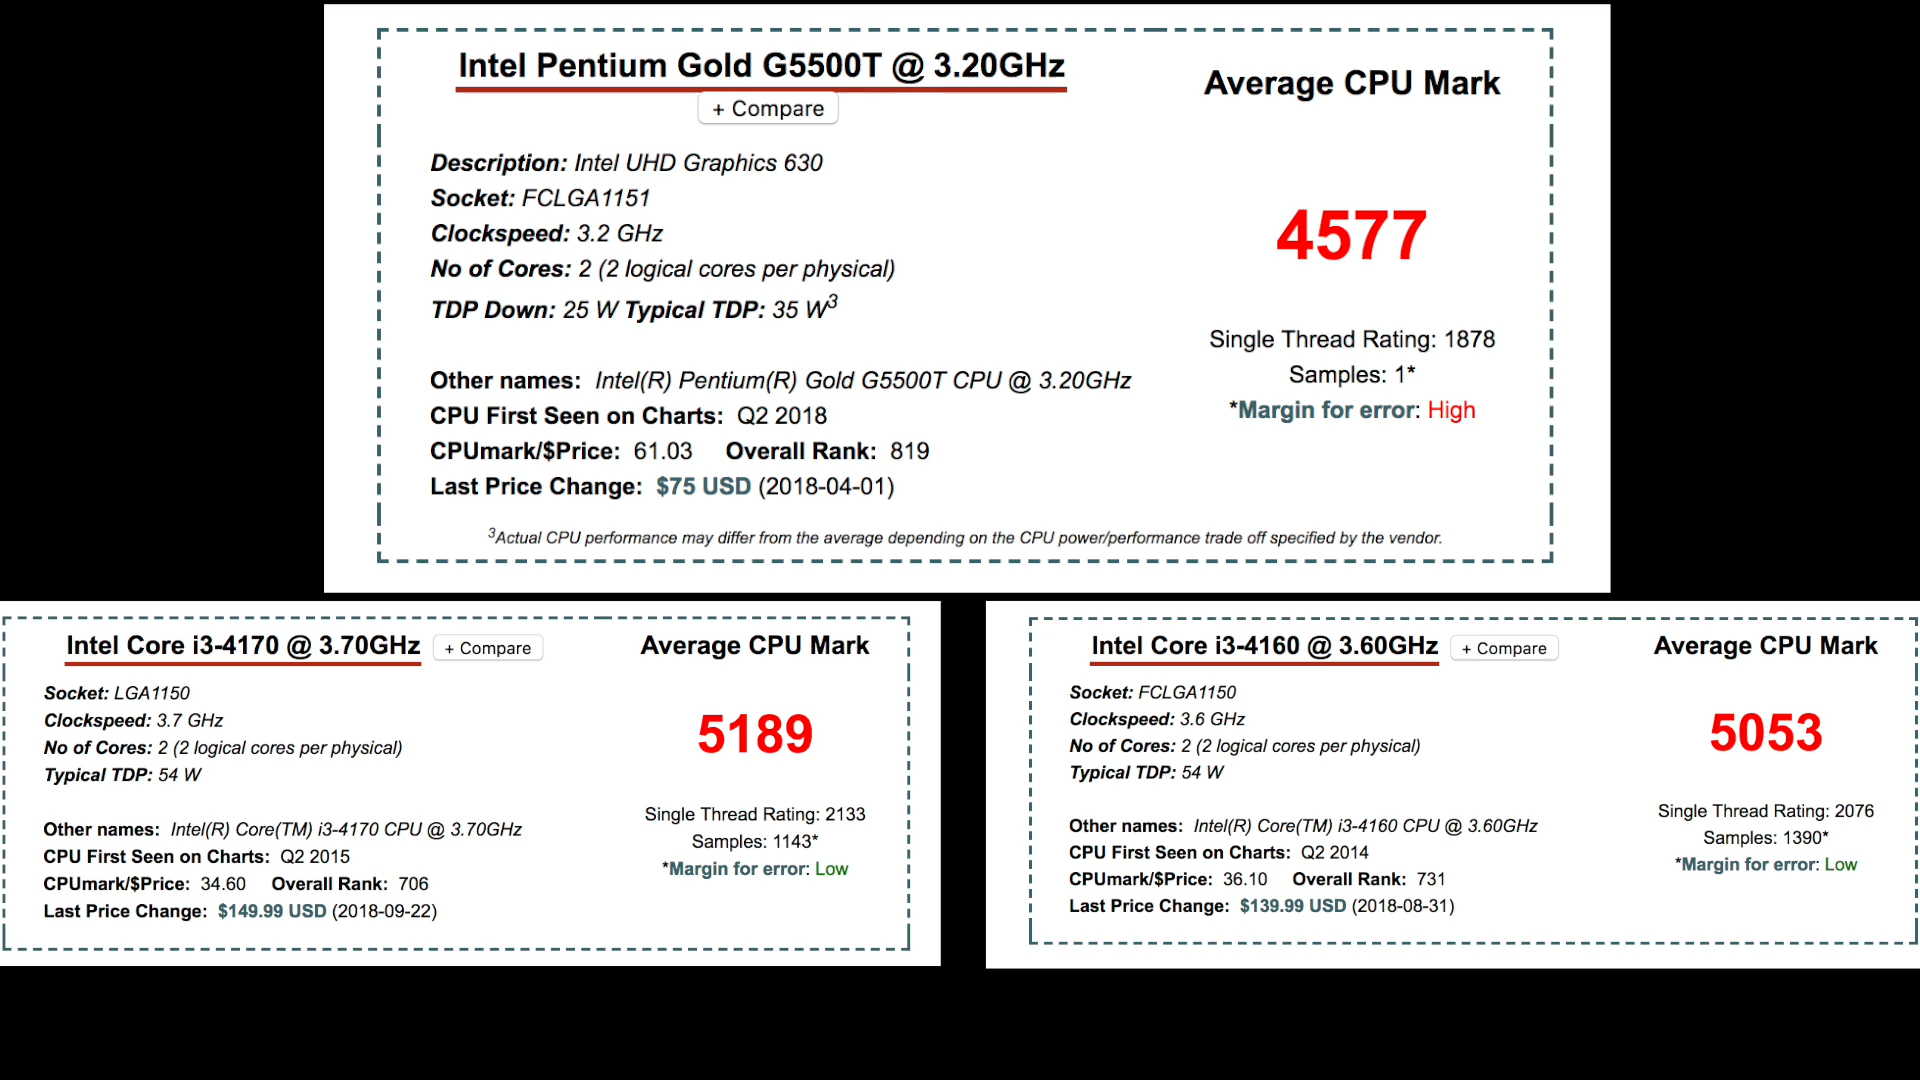 Intel Pentium Gold G5500T @ 3.20GHz
+ Compare
Description: Intel UHD Graphics 630
Socket: FCLGA1151
Clockspeed: 3.2 GHz
No of Cores: 2 (2 logical cores per physical)
TDP Down: 25 W Typical TDP: 35 W3
Other names: Intel(R) Pentium(R) Gold G5500T CPU @ 3.20GHz
CPU First Seen on Charts: Q2 2018
CPUmark/$Price: 61.03 Overall Rank: 819
Last Price Change: $75 USD (2018-04-01)
Average CPU Mark
4577
Single Thread Rating: 1878
Samples: 1*
*Margin for error: High
3Actual CPU performance may differ from the average depending on the CPU power/performance trade off specified by the vendor.
Intel Core i3-4170 @ 3.70GHz + Compare
Socket: LGA1150
Clockspeed: 3.7 GHz
No of Cores: 2 (2 logical cores per physical)
Typical TDP: 54 W
Other names: Intel(R) Core(TM) i3-4170 CPU @ 3.70GHz
CPU First Seen on Charts: Q2 2015
CPUmark/$Price: 34.60 Overall Rank: 706
Last Price Change: $149.99 USD (2018-09-22)
Average CPU Mark
5189
Single Thread Rating: 2133
Samples: 1143*
*Margin for error: Low
Intel Core i3-4160 @ 3.60GHz + Compare
Socket: FCLGA1150
Clockspeed: 3.6 GHz
No of Cores: 2 (2 logical cores per physical)
Typical TDP: 54 W
Other names: Intel(R) Core(TM) i3-4160 CPU @ 3.60GHz
CPU First Seen on Charts: Q2 2014
CPUmark/$Price: 36.10 Overall Rank: 731
Last Price Change: $139.99 USD (2018-08-31)
Average CPU Mark
5053
Single Thread Rating: 2076
Samples: 1390*
*Margin for error: Low